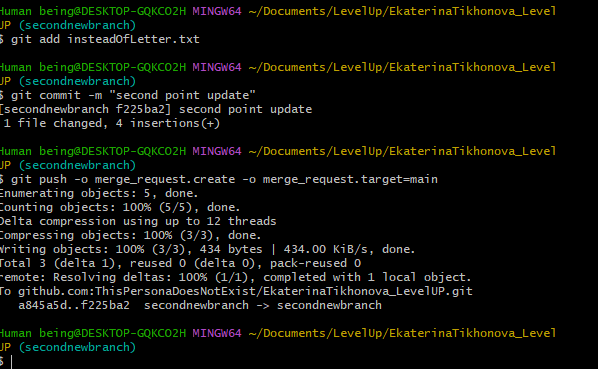 Human being@DESKTOP-GQKCO2H MINGW64 ~/Documents/LevelUp/EkaterinaTikhonova_Level
UP (secondnewbranch)
$ git add insteadOfLetter.txt
Human being@DESKTOP-GQKCO2H MINGW64 ~/Documents/LevelUp/EkaterinaTikhonova_Level
UP (secondnewbranch)
$ git commit -m "second point update"
[secondnewbranch f225ba2] second point update
1 file changed, 4 insertions(+)
Human being@DESKTOP-GQKCO2H MINGW64 ~/Documents/LevelUp/EkaterinaTikhonova_Level
UP (secondnewbranch)
$ git push -o merge_request.create -o merge_request.target=main
Enumerating objects: 5, done.
Counting objects: 100% (5/5), done.
Delta compression using up to 12 threads
Compressing objects: 100% (3/3), done.
Writing objects: 100% (3/3), 434 bytes | 434.00 KiB/s, done.
Total 3 (delta 1), reused 0 (delta 0), pack-reused 0
remote: Resolving deltas: 100% (1/1), completed with 1 local object.
To github.com:ThisPersonaDoesNotExist/EkaterinaTikhonova_LevelUP.git
a845a5d..f225ba2  secondnewbranch -> secondnewbranch
Human being@DESKTOP-GQKCO2H MINGW64 ~/Documents/LevelUp/EkaterinaTikhonova_Level
UP (secondnewbranch)
$